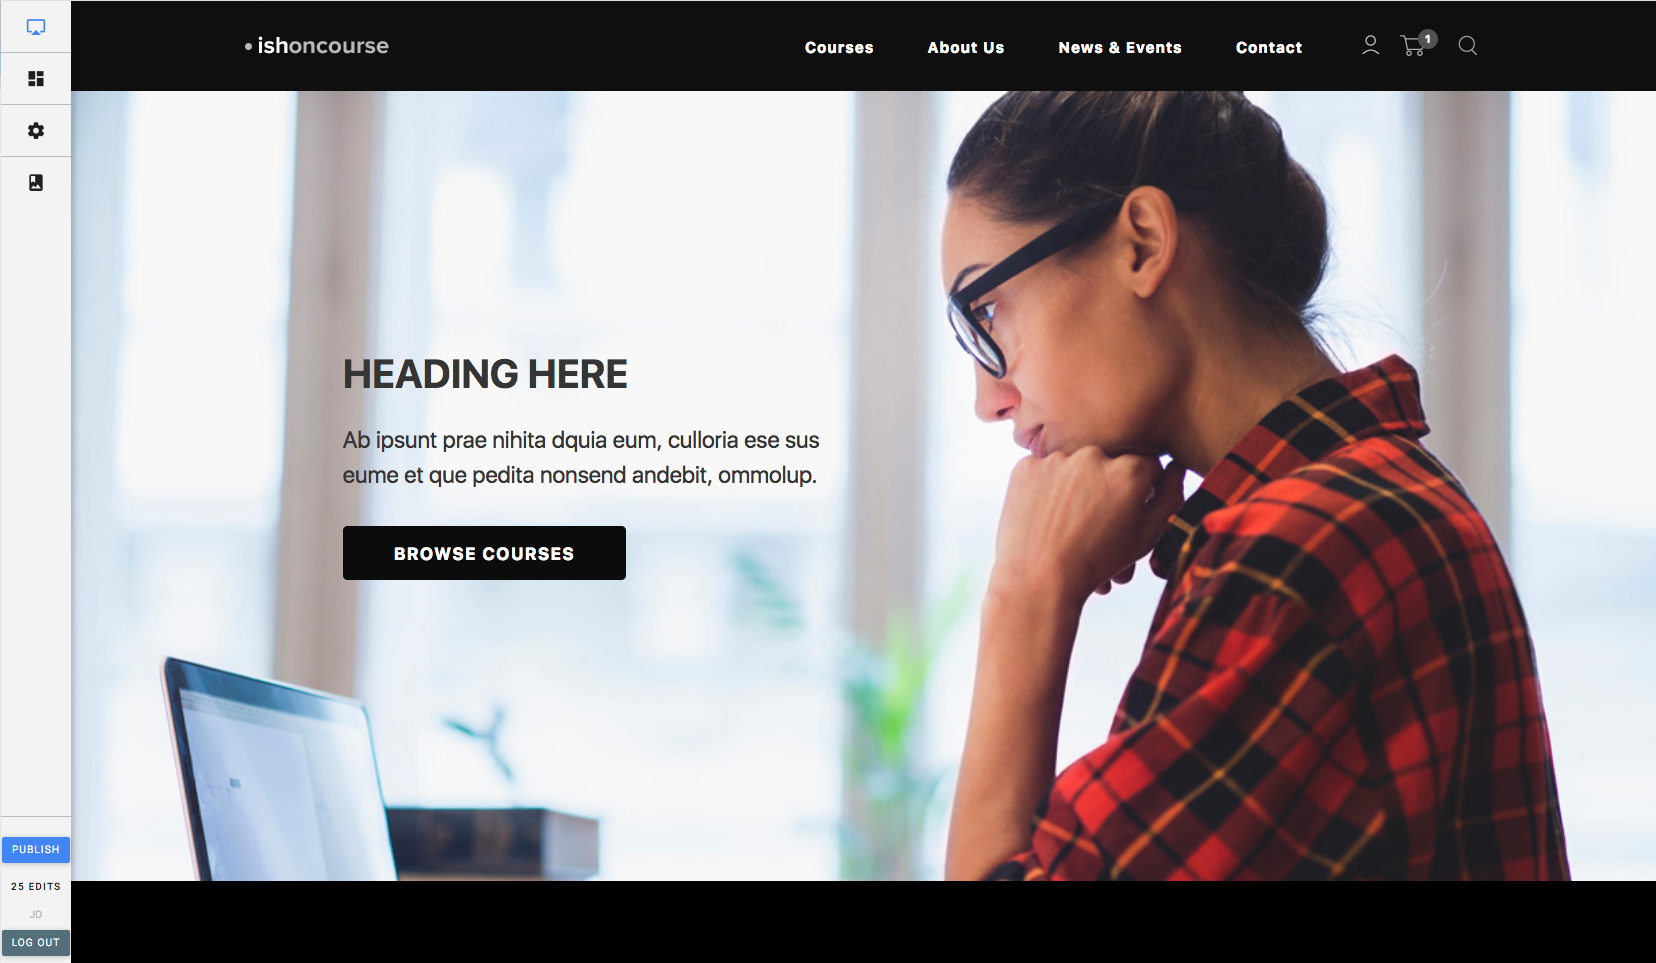 ishoncourse
Courses About Us News & Events Contact 1
HEADING HERE
Ab ipsunt prae nihita dquia eum, culloria ese sus
eume et que pedita nonsend andebit, ommolup.
BROWSE COURSES
PUBLISH
25 EDITS
JD
LOG OUT